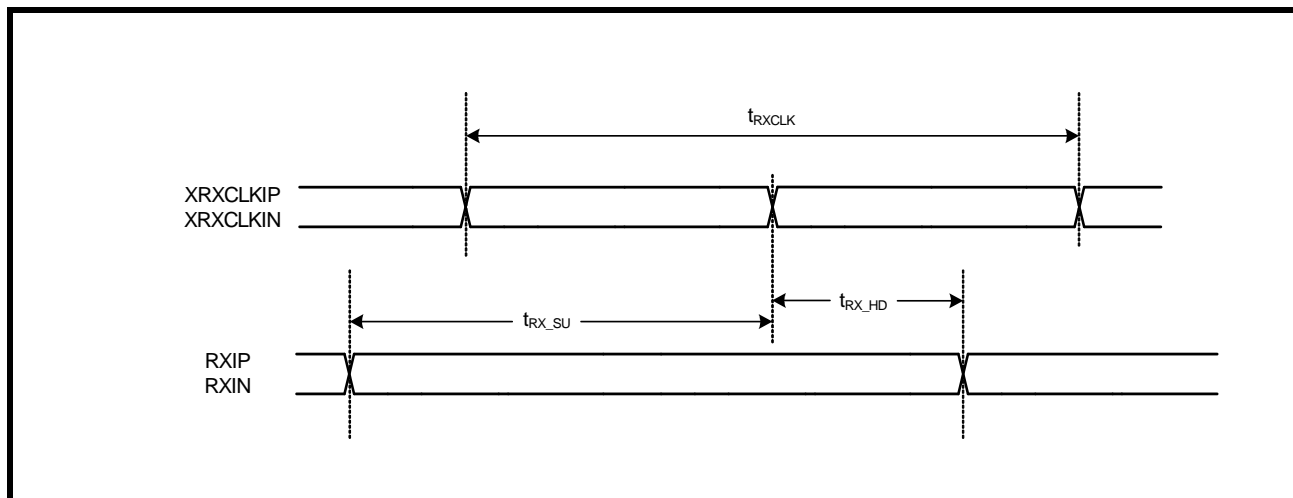 tRXCLK
XRXCLKIP
XRXCLKIN
tRX_HD
tRX_SU
RXIP
RXIN